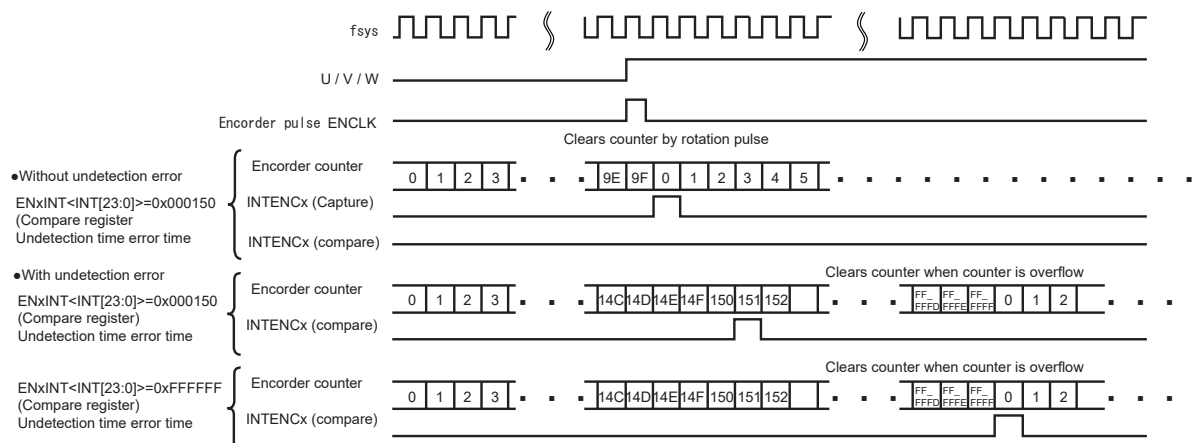 fsys
U / V / W
Encorder pulse ENCLK
Clears counter by rotation pulse
●Without undetection error
ENxINT<INT[23:0]>=0x000150
(Compare register
Undetection time error time
Encorder counter
0 1 2 3 . . . 9E 9F 0 1 2 3 4 5 . . . . . . . . . . . . .
INTENCx (Capture)
INTENCx (compare)
●With undetection error
ENxINT<INT[23:0]>=0x000150
(Compare register)
Undetection time error time
Clears counter when counter is overflow
Encorder counter
0 1 2 3 . . . 14C 14D 14E 14F 150 151 152 . . . FF_FFFD FF_FFFE FF_FFFF 0 1 2 . . .
INTENCx (compare)
ENxINT<INT[23:0]>=0xFFFFFF
(Compare register)
Undetection time error time
Clears counter when counter is overflow
Encorder counter
0 1 2 3 . . . 14C 14D 14E 14F 150 151 152 . . . FF_FFFD FF_FFFE FF_FFFF 0 1 2 . . .
INTENCx (compare)